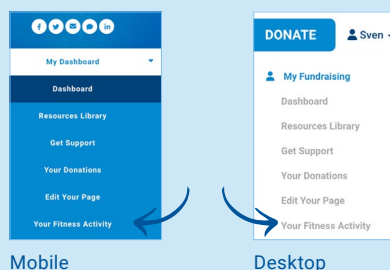 My Dashboard
Dashboard
Resources Library
Get Support
Your Donations
Edit Your Page
Your Fitness Activity
Mobile
DONATE
Sven
My Fundraising
Dashboard
Resources Library
Get Support
Your Donations
Edit Your Page
Your Fitness Activity
Desktop